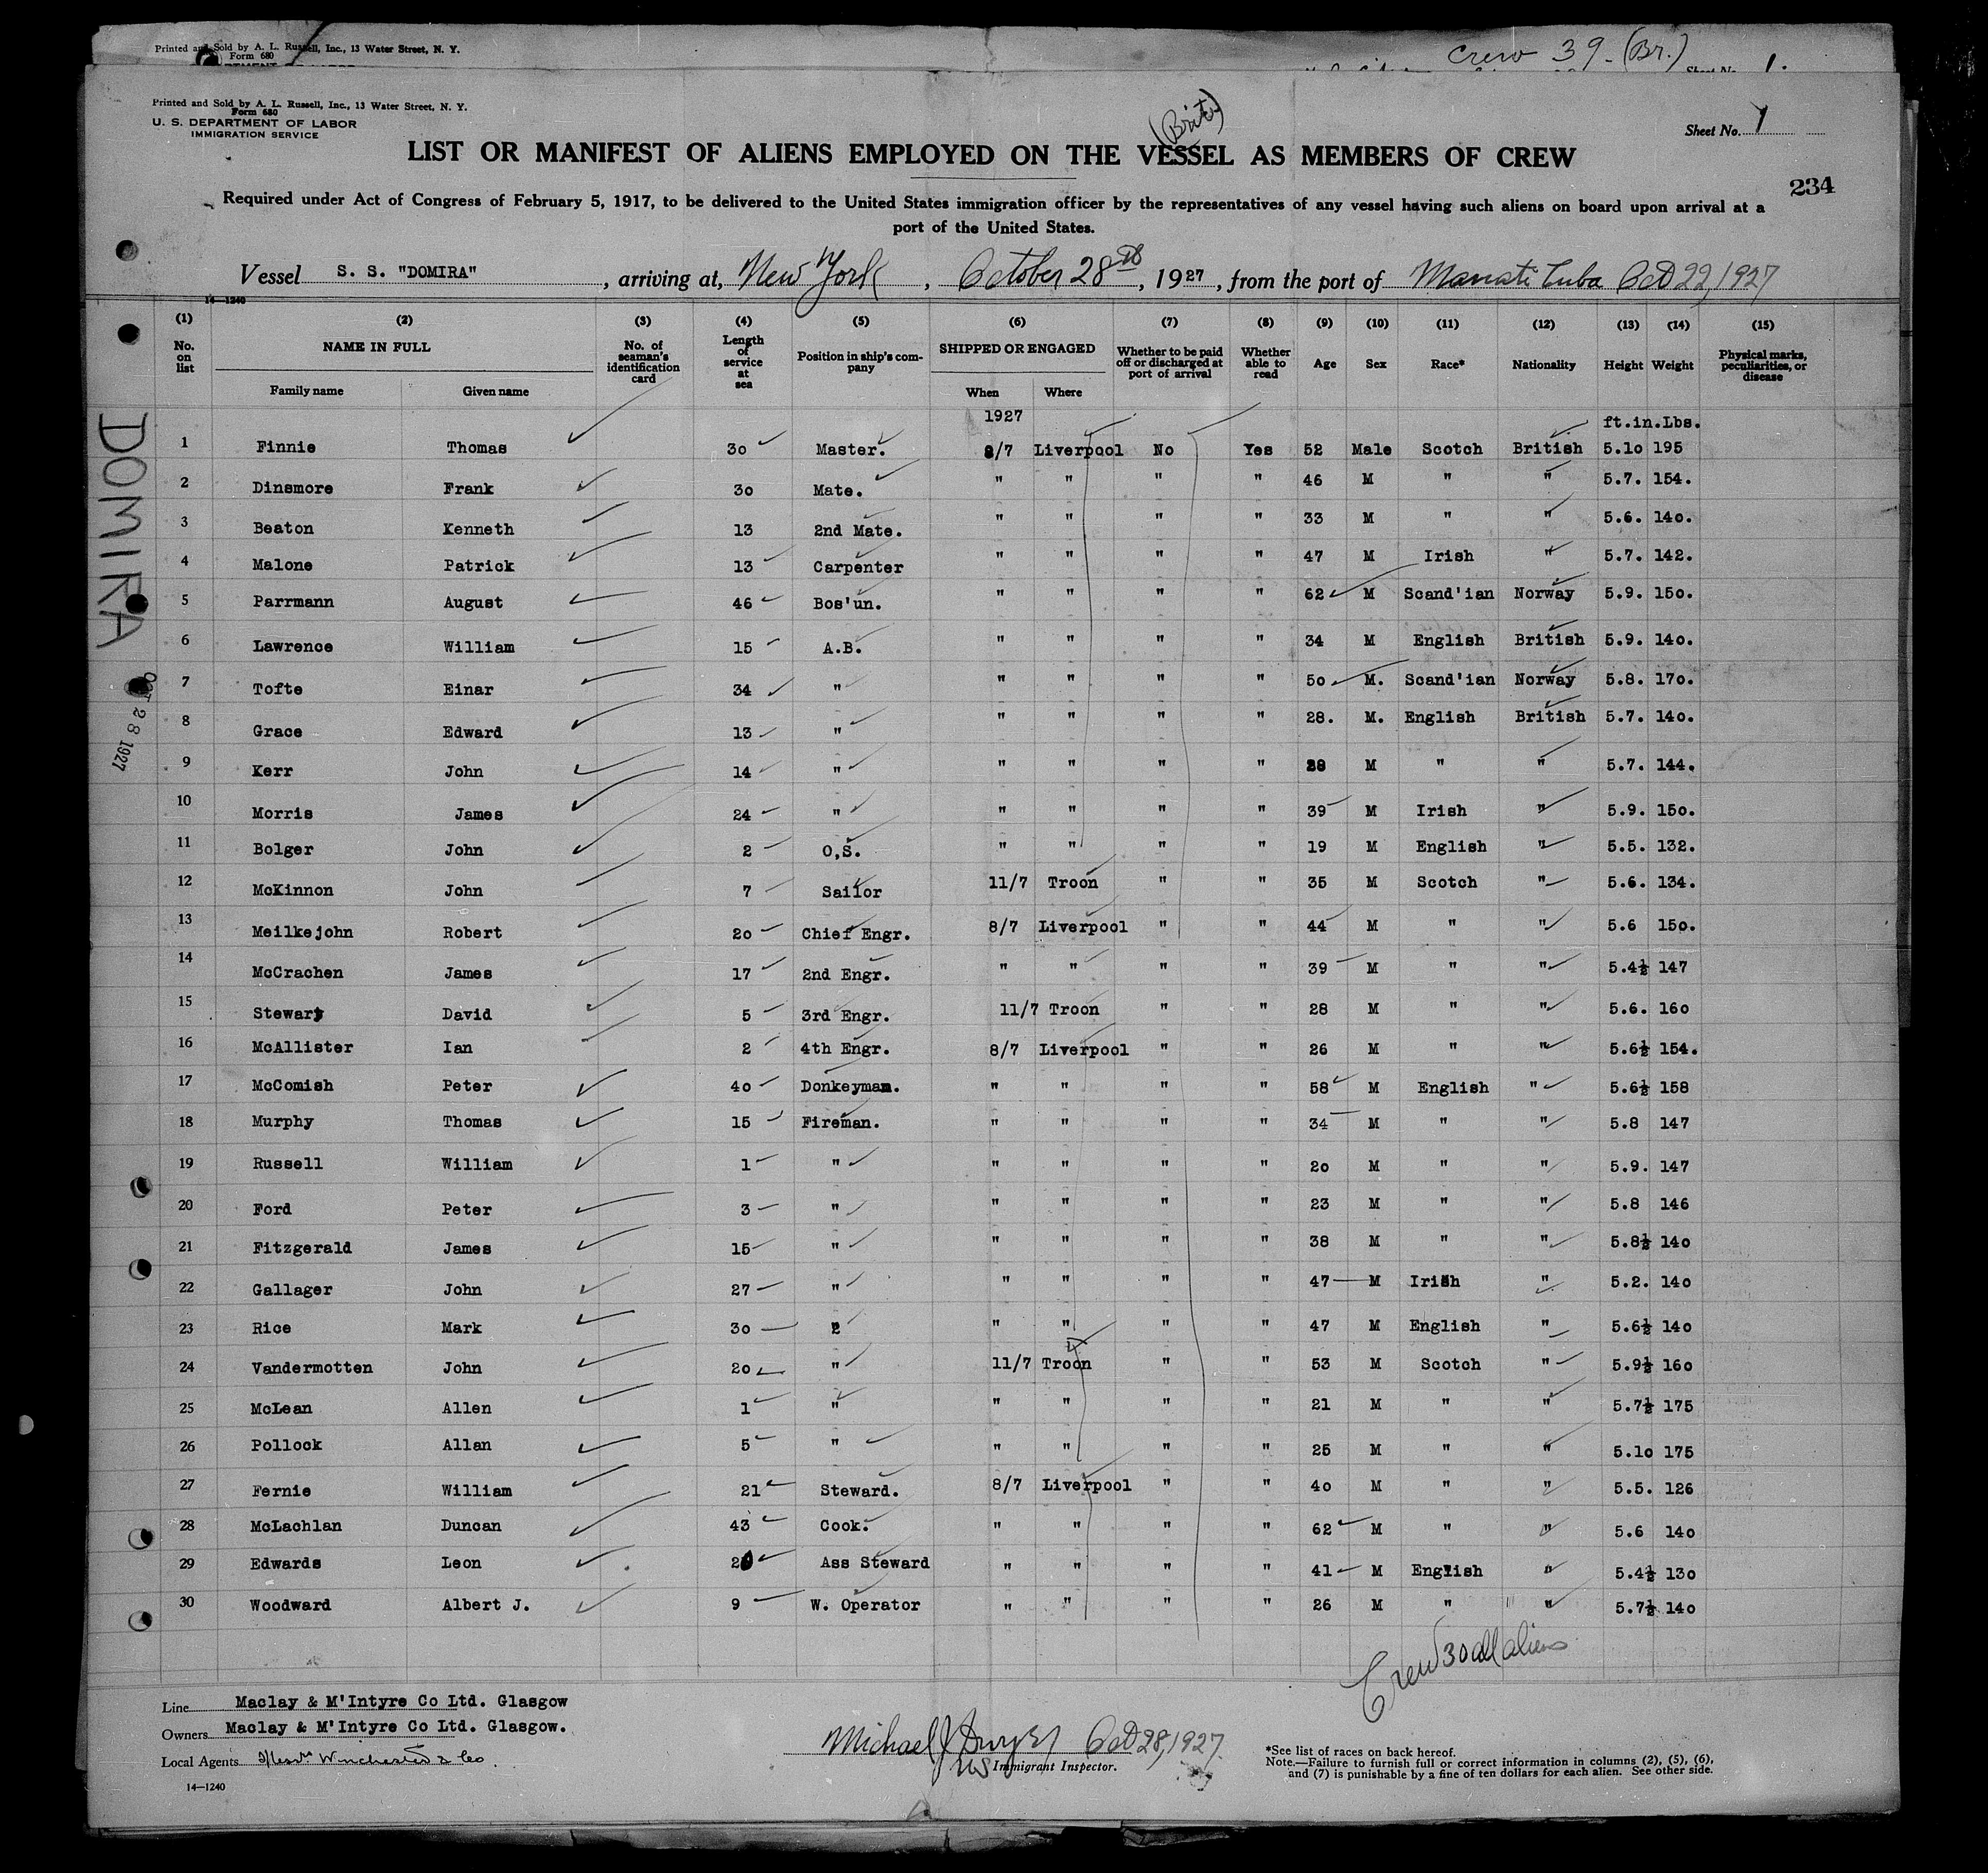 Printed and Sold by A. L. Russell, Inc., 13 Water Street, N. Y.
Form 680
Crew 39. (Br.)
Sheet No. 1.
Printed and Sold by A. L. Russell, Inc., 13 Water Street, N. Y.
Form 680
U. S. DEPARTMENT OF LABOR
IMMIGRATION SERVICE
(Brit)
Sheet No. 1
LIST OR MANIFEST OF ALIENS EMPLOYED ON THE VESSEL AS MEMBERS OF CREW
234
Required under Act of Congress of February 5, 1917, to be delivered to the United States immigration officer by the representatives of any vessel having such aliens on board upon arrival at a
port of the United States.
Vessel S. S. "DOMIRA", arriving at, New York, October 28th, 1927, from the port of Manati Cuba Oct 22, 1927
14-1240
(1) (2) (3) (4) (5) (6) (7) (8) (9) (10) (11) (12) (13) (14) (15)
No. on list NAME IN FULL Family name Given name No. of seaman's identification card Length of service at sea Position in ship's company SHIPPED OR ENGAGED When Where Whether to be paid off or discharged at port of arrival Whether able to read Age Sex Race* Nationality Height Weight Physical marks, peculiarities, or disease
1927 ft.in.Lbs.
1 Finnie Thomas 30 Master. 8/7 Liverpool No Yes 52 Male Scotch British 5.10 195
2 Dinsmore Frank 30 Mate. " " " " 46 M " " 5.7. 154.
3 Beaton Kenneth 13 2nd Mate. " " " " 33 M " " 5.6. 140.
4 Malone Patrick 13 Carpenter " " " " 47 M Irish " 5.7. 142.
5 Parrmann August 46 Bos'un. " " " " 62 M Scand'ian Norway 5.9. 150.
6 Lawrence William 15 A.B. " " " " 34 M English British 5.9. 140.
7 Tofte Einar 34 " " " " " 50 M. Scand'ian Norway 5.8. 170.
8 Grace Edward 13 " " " " " 28. M. English British 5.7. 140.
9 Kerr John 14 " " " " " 28 M " " 5.7. 144.
10 Morris James 24 " " " " " 39 M Irish " 5.9. 150.
11 Bolger John 2 O,S. " " " " 19 M English " 5.5. 132.
12 McKinnon John 7 Sailor 11/7 Troon " " 35 M Scotch " 5.6. 134.
13 Meilkejohn Robert 20 Chief Engr. 8/7 Liverpool " " 44 M " " 5.6 150.
14 McCrachen James 17 2nd Engr. " " " " 39 M " " 5.4½ 147
15 Stewart David 5 3rd Engr. 11/7 Troon " " 28 M " " 5.6. 160
16 McAllister Ian 2 4th Engr. 8/7 Liverpool " " 26 M " " 5.6½ 154.
17 McComish Peter 40 Donkeyman. " " " " 58 M English " 5.6½ 158
18 Murphy Thomas 15 Fireman. " " " " 34 M " " 5.8 147
19 Russell William 1 " " " " " 20 M " " 5.9. 147
20 Ford Peter 3 " " " " " 23 M " " 5.8 146
21 Fitzgerald James 15 " " " " " 38 M " " 5.8½ 140
22 Gallager John 27 " " " " " 47 M Irish " 5.2. 140
23 Rice Mark 30 " " " " " 47 M English " 5.6½ 140
24 Vandermotten John 20 " 11/7 Troon " " 53 M Scotch " 5.9½ 160
25 McLean Allen 1 " " " " " 21 M " " 5.7½ 175
26 Pollock Allan 5 " " " " " 25 M " " 5.10 175
27 Fernie William 21 Steward. 8/7 Liverpool " " 40 M " " 5.5. 126
28 McLachlan Duncan 43 Cook. " " " " 62 M " " 5.6 140
29 Edwards Leon 20 Ass Steward " " " " 41 M English " 5.4½ 130
30 Woodward Albert J. 9 W. Operator " " " " 26 M " " 5.7½ 140
DOMIRA
OCT 28 1927
Crew 30 all aliens
Line Maclay & M'Intyre Co Ltd. Glasgow
Owners Maclay & M'Intyre Co Ltd. Glasgow.
Local Agents Messrs Winchester & Co.
14-1240
Michael J Dwyer Oct 28, 1927
US Immigrant Inspector.
*See list of races on back hereof.
Note.—Failure to furnish full or correct information in columns (2), (5), (6),
and (7) is punishable by a fine of ten dollars for each alien. See other side.